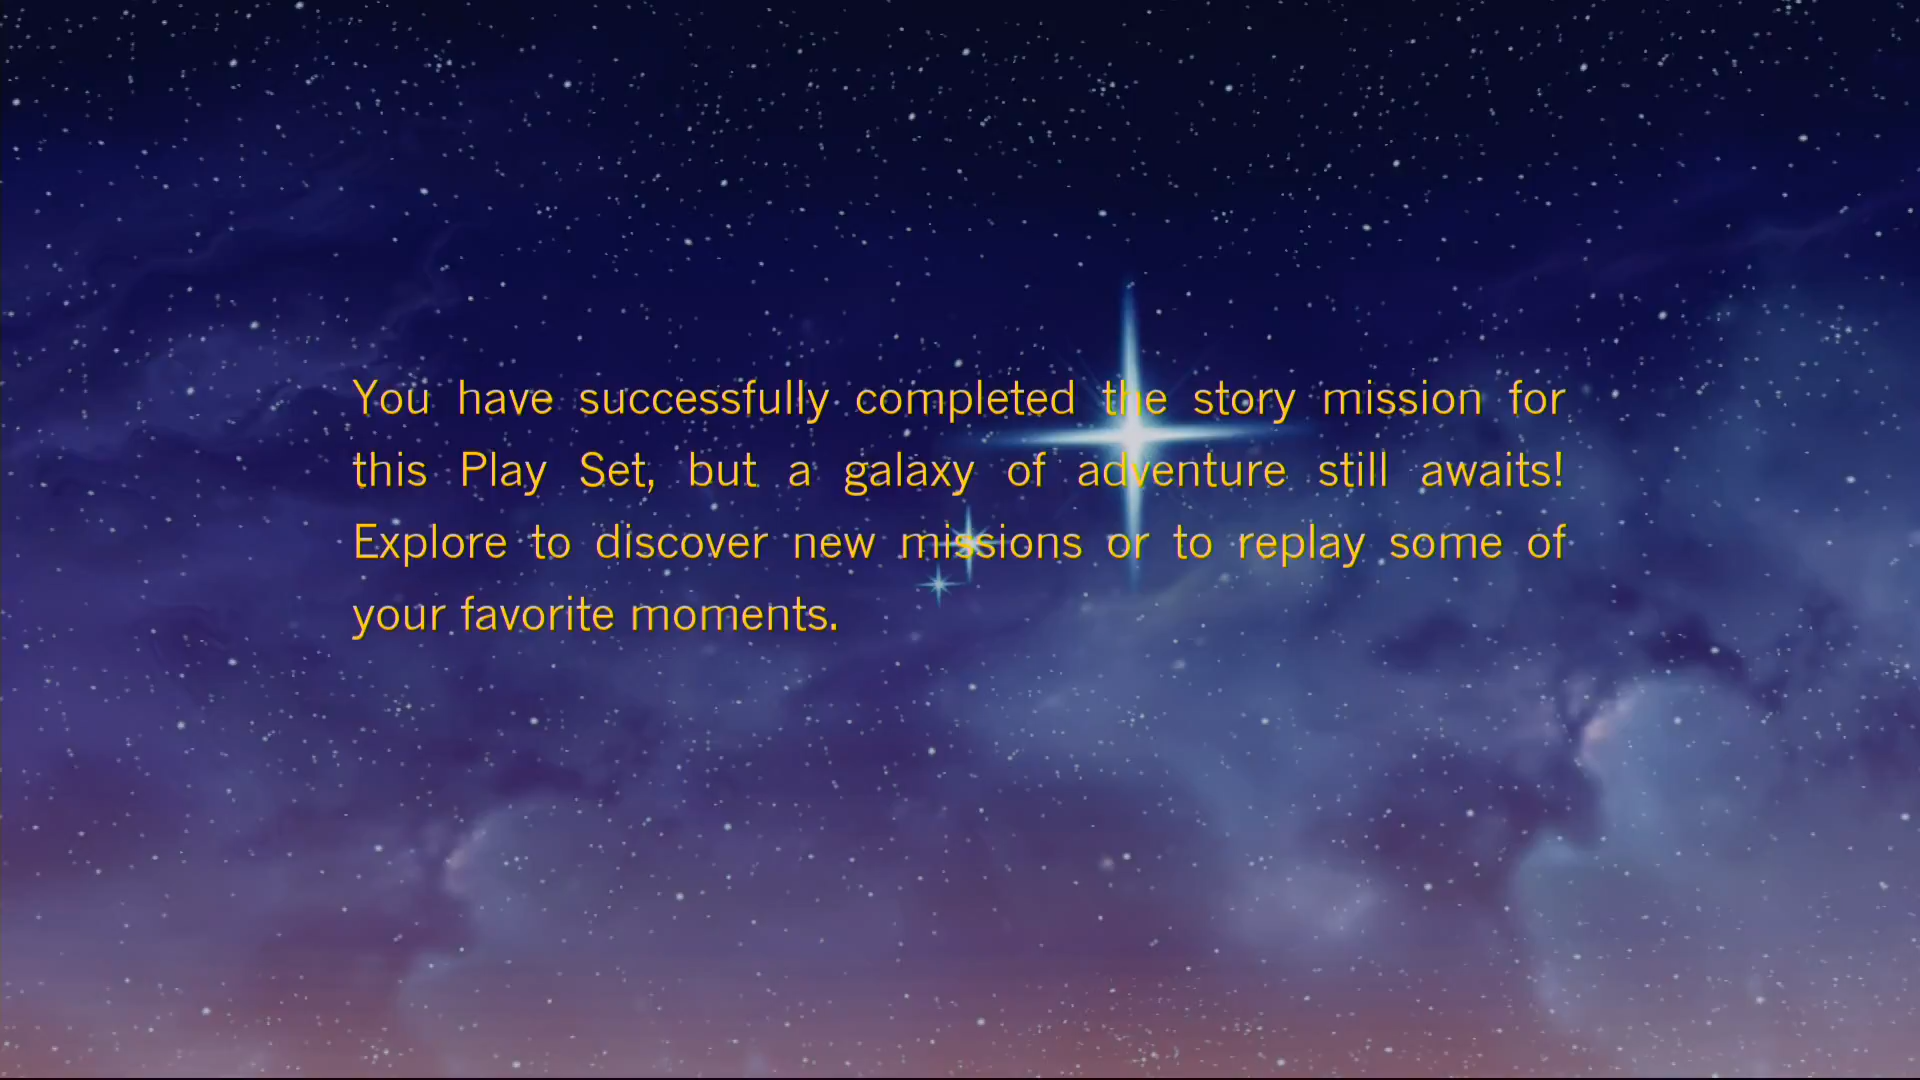 You have successfully completed the story mission for
this Play Set, but a galaxy of adventure still awaits!
Explore to discover new missions or to replay some of
your favorite moments.